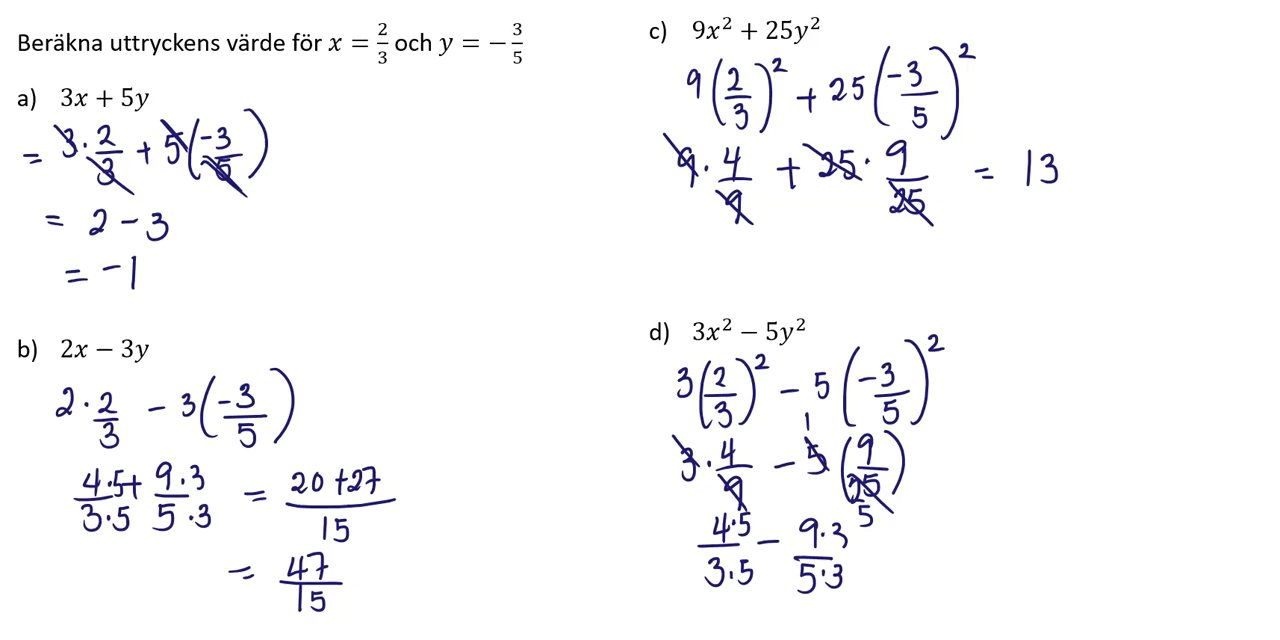 Beräkna uttryckens värde för x = 2/3 och y = −3/5
a) 3x + 5y
= 3 · 2/3 + 5(−3/5)
= 2 − 3
= −1
b) 2x − 3y
2 · 2/3 − 3(−3/5)
4·5/3·5 + 9·3/5·3 = 20+27/15
= 47/15
c) 9x² + 25y²
9(2/3)² + 25(−3/5)²
9 · 4/9 + 25 · 9/25 = 13
d) 3x² − 5y²
3(2/3)² − 5(−3/5)²
1
3 · 4/9 − 5(9/25)
5
4·5/3·5 − 9·3/5·3